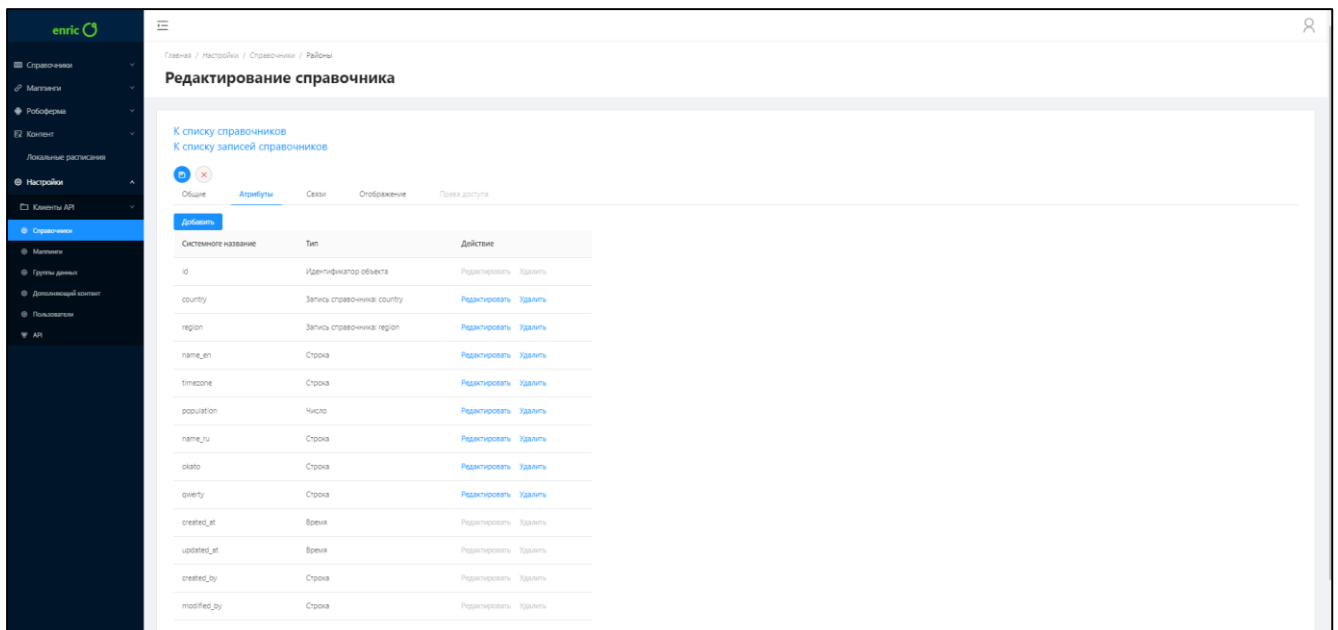 enric
Справочники
Маппинги
Робоферма
Контент
Локальные расписания
Настройки
Клиенты API
Справочники
Маппинги
Группы данных
Дополняющий контент
Пользователи
API
Главная / Настройки / Справочники / Районы
Редактирование справочника
К списку справочников
К списку записей справочников
Общие Атрибуты Связи Отображение Права доступа
Добавить
Системного название Тип Действие
id Идентификатор объекта Редактировать Удалить
country Запись справочника: country Редактировать Удалить
region Запись справочника: region Редактировать Удалить
name_en Строка Редактировать Удалить
timezone Строка Редактировать Удалить
population Число Редактировать Удалить
name_ru Строка Редактировать Удалить
okato Строка Редактировать Удалить
qwerty Строка Редактировать Удалить
created_at Время Редактировать Удалить
updated_at Время Редактировать Удалить
created_by Строка Редактировать Удалить
modified_by Строка Редактировать Удалить